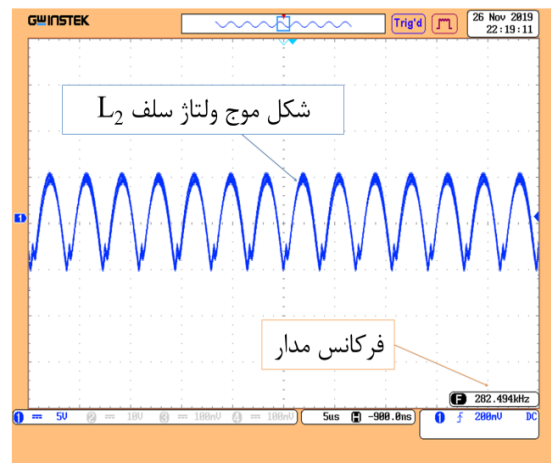 GWINSTEK
Trig'd
26 Nov 2019
22:19:11
شکل موج ولتاژ سلف L₂
1
فرکانس مدار
F 282.494kHz
1 5V 2 10V 3 100mV 4 100mV 5us H -900.0ns 1 200mV DC